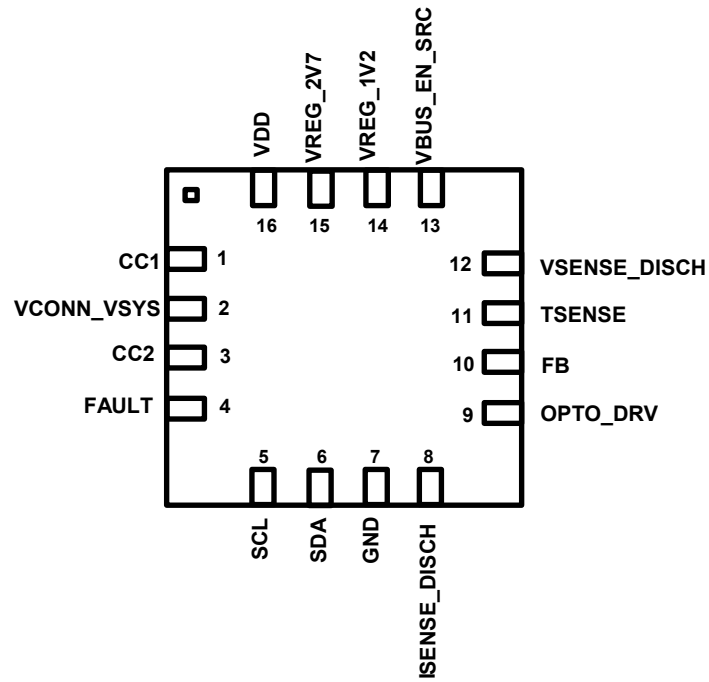 VDD
VREG_2V7
VREG_1V2
VBUS_EN_SRC
16
15
14
13
CC1
1
VCONN_VSYS
2
CC2
3
FAULT
4
12
VSENSE_DISCH
11
TSENSE
10
FB
9
OPTO_DRV
5
6
7
8
SCL
SDA
GND
ISENSE_DISCH